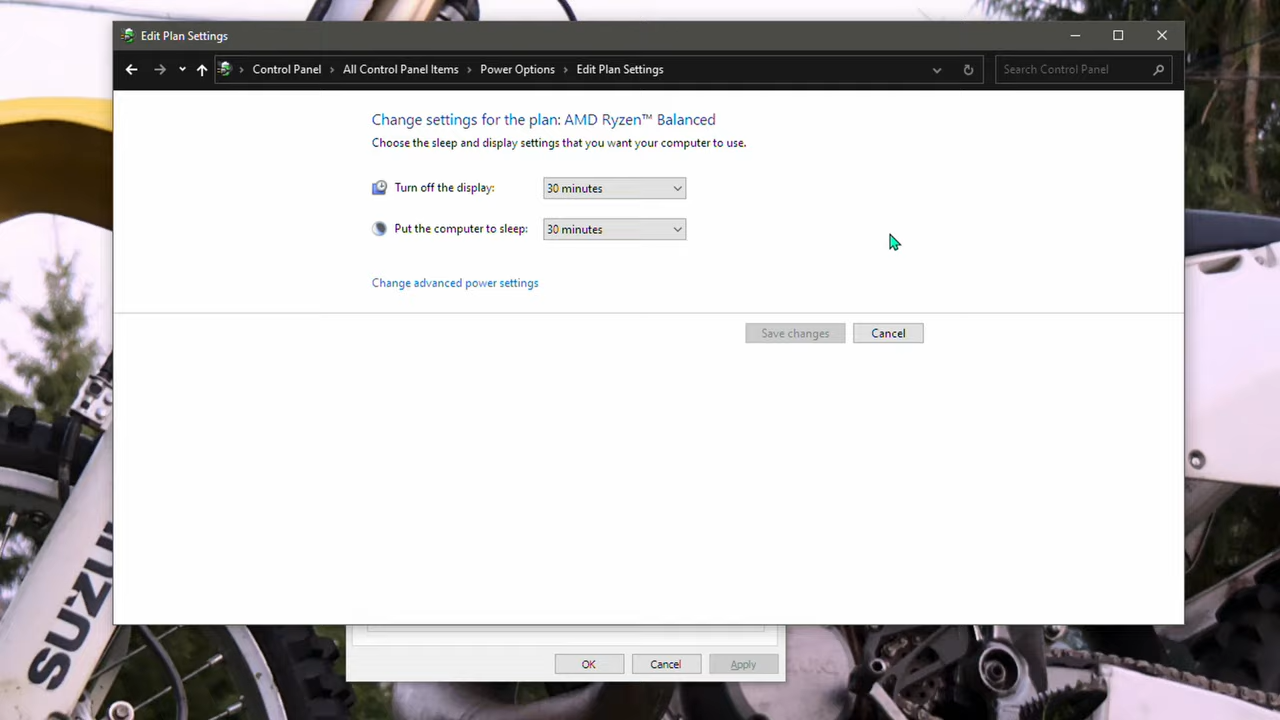 Edit Plan Settings
Control Panel > All Control Panel Items > Power Options > Edit Plan Settings
Search Control Panel
Change settings for the plan: AMD Ryzen™ Balanced
Choose the sleep and display settings that you want your computer to use.
Turn off the display: 30 minutes
Put the computer to sleep: 30 minutes
Change advanced power settings
Save changes Cancel
SUZU
OK Cancel Apply